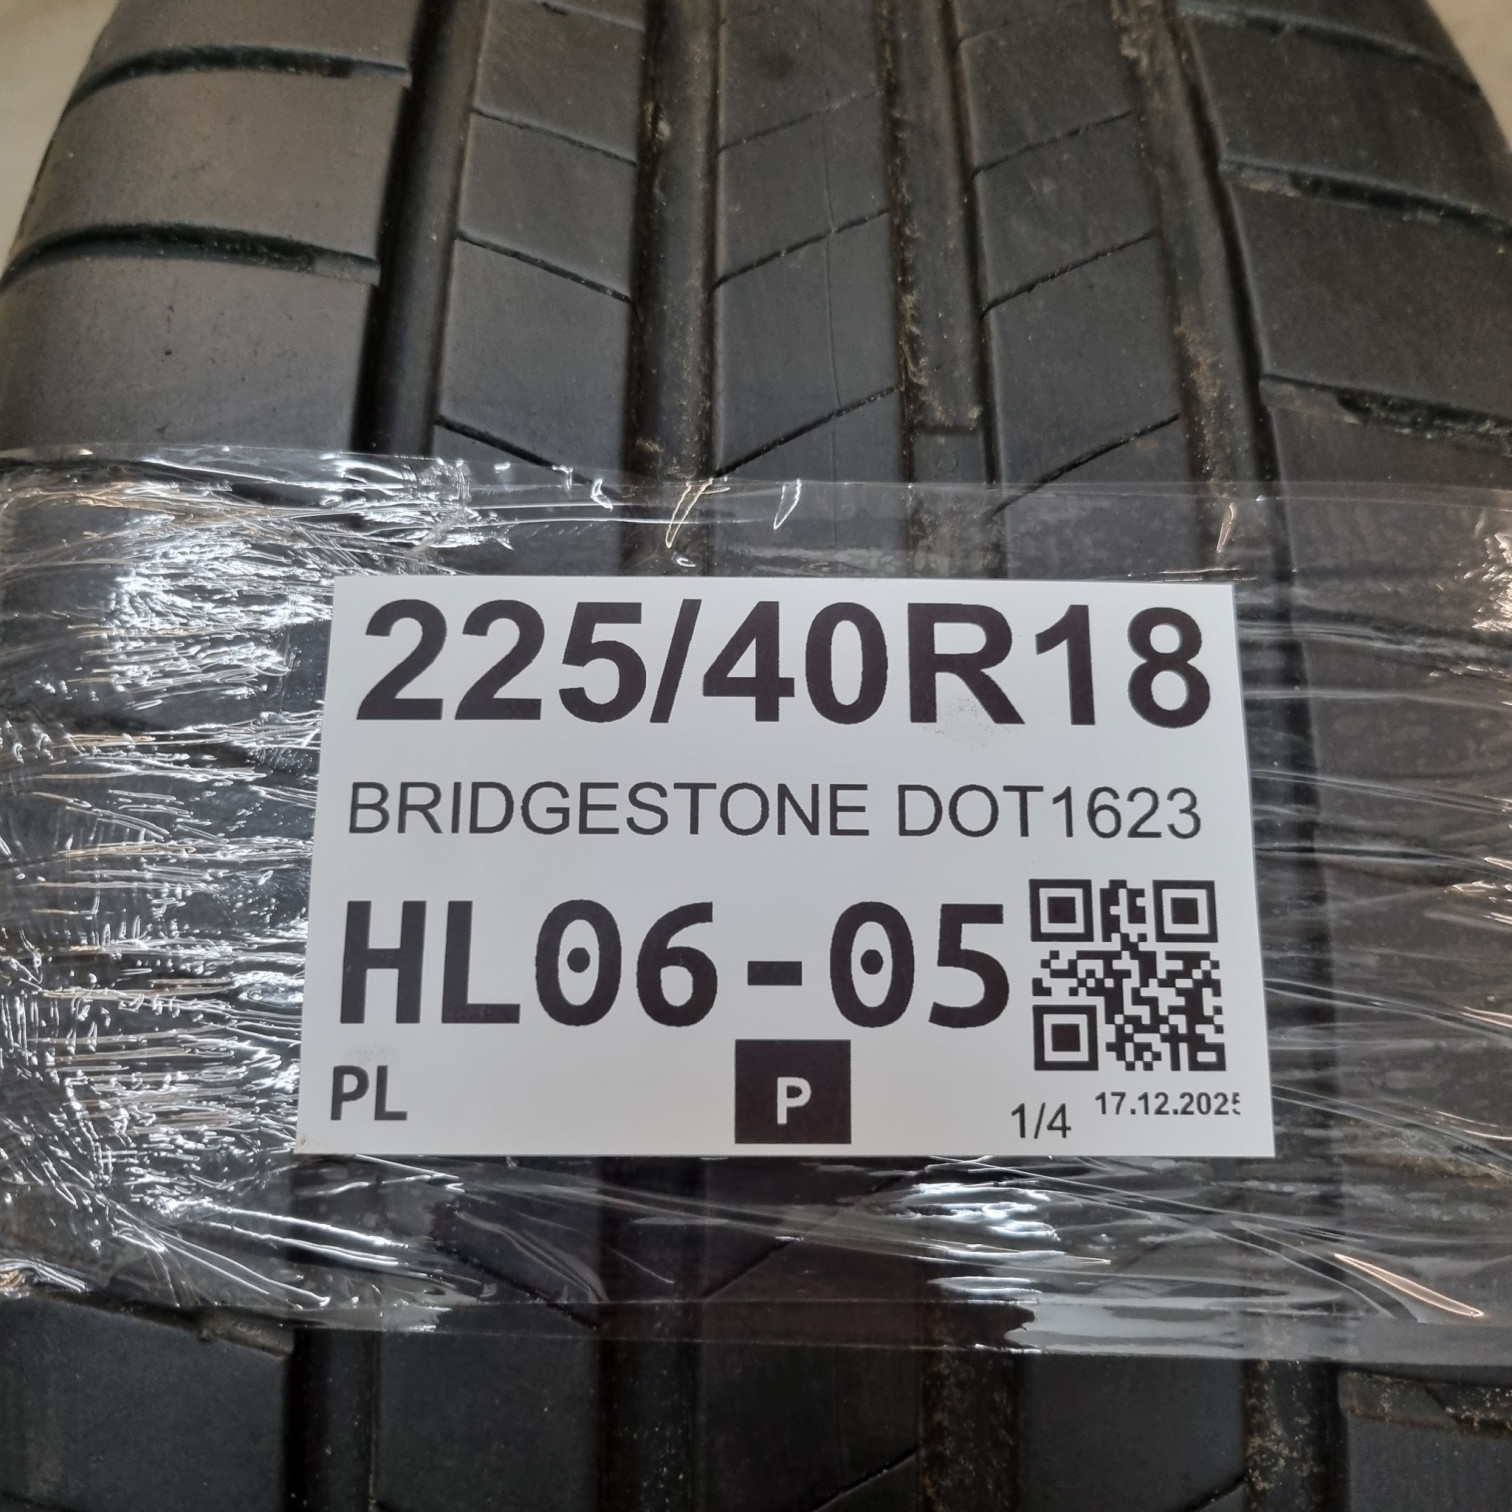 225/40R18
BRIDGESTONE DOT1623
HL06-05
PL
P
1/4
17.12.2025